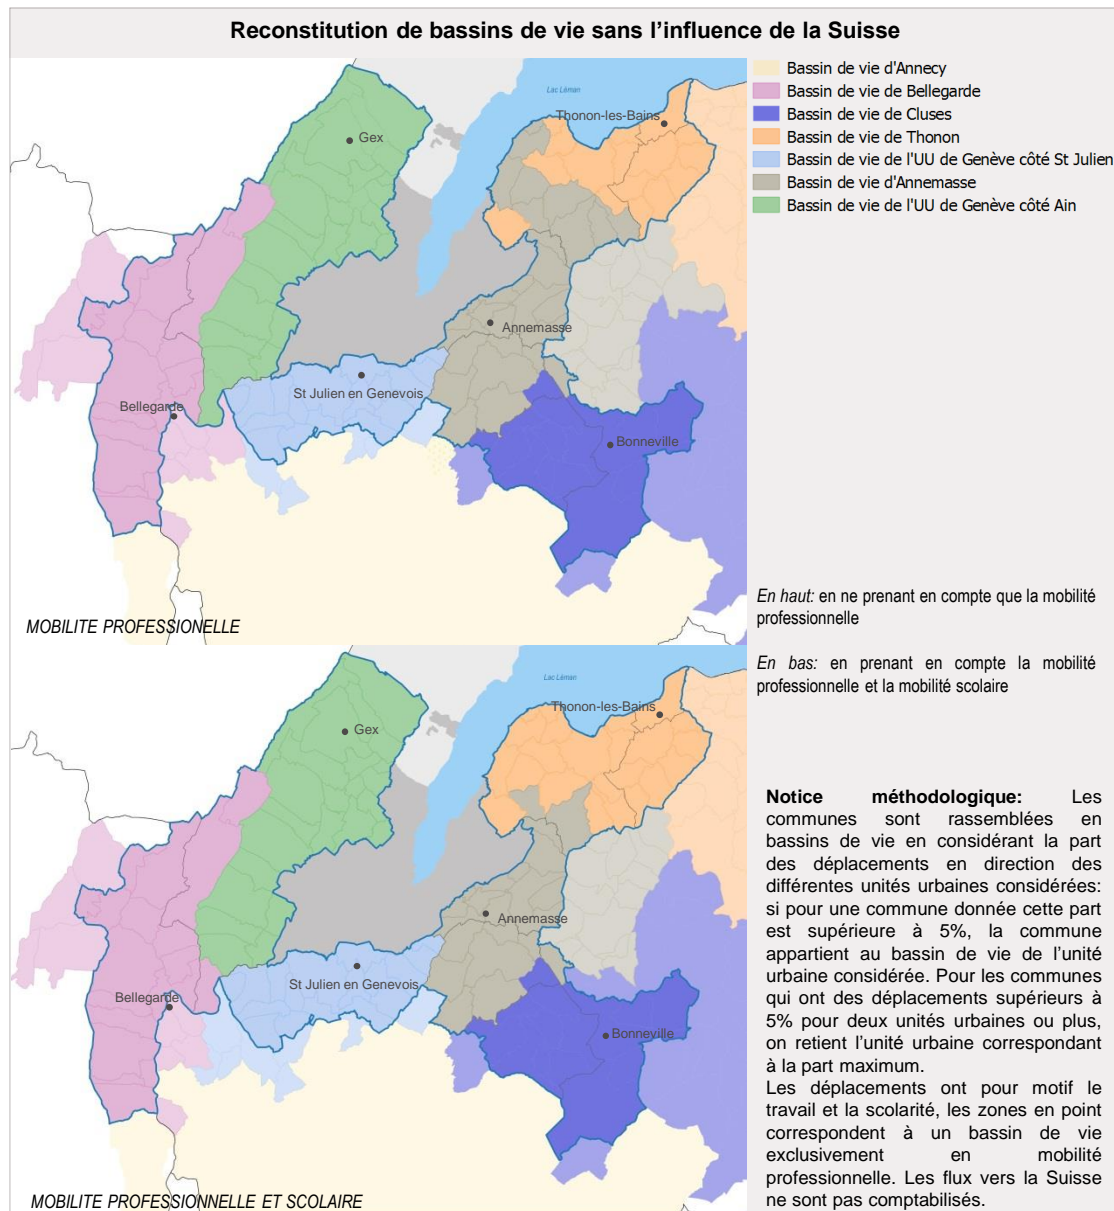 Reconstitution de bassins de vie sans l'influence de la Suisse
Lac Léman
Thonon-les-Bains
Gex
Annemasse
St Julien en Genevois
Bellegarde
Bonneville
MOBILITE PROFESSIONELLE
Bassin de vie d'Annecy
Bassin de vie de Bellegarde
Bassin de vie de Cluses
Bassin de vie de Thonon
Bassin de vie de l'UU de Genève côté St Julien
Bassin de vie d'Annemasse
Bassin de vie de l'UU de Genève côté Ain
En haut: en ne prenant en compte que la mobilité
professionnelle
En bas: en prenant en compte la mobilité
professionnelle et la mobilité scolaire
Lac Léman
Thonon-les-Bains
Gex
Annemasse
St Julien en Genevois
Bellegarde
Bonneville
MOBILITE PROFESSIONNELLE ET SCOLAIRE
Notice méthodologique: Les
communes sont rassemblées en
bassins de vie en considérant la part
des déplacements en direction des
différentes unités urbaines considérées:
si pour une commune donnée cette part
est supérieure à 5%, la commune
appartient au bassin de vie de l'unité
urbaine considérée. Pour les communes
qui ont des déplacements supérieurs à
5% pour deux unités urbaines ou plus,
on retient l'unité urbaine correspondant
à la part maximum.
Les déplacements ont pour motif le
travail et la scolarité, les zones en point
correspondent à un bassin de vie
exclusivement en mobilité
professionnelle. Les flux vers la Suisse
ne sont pas comptabilisés.